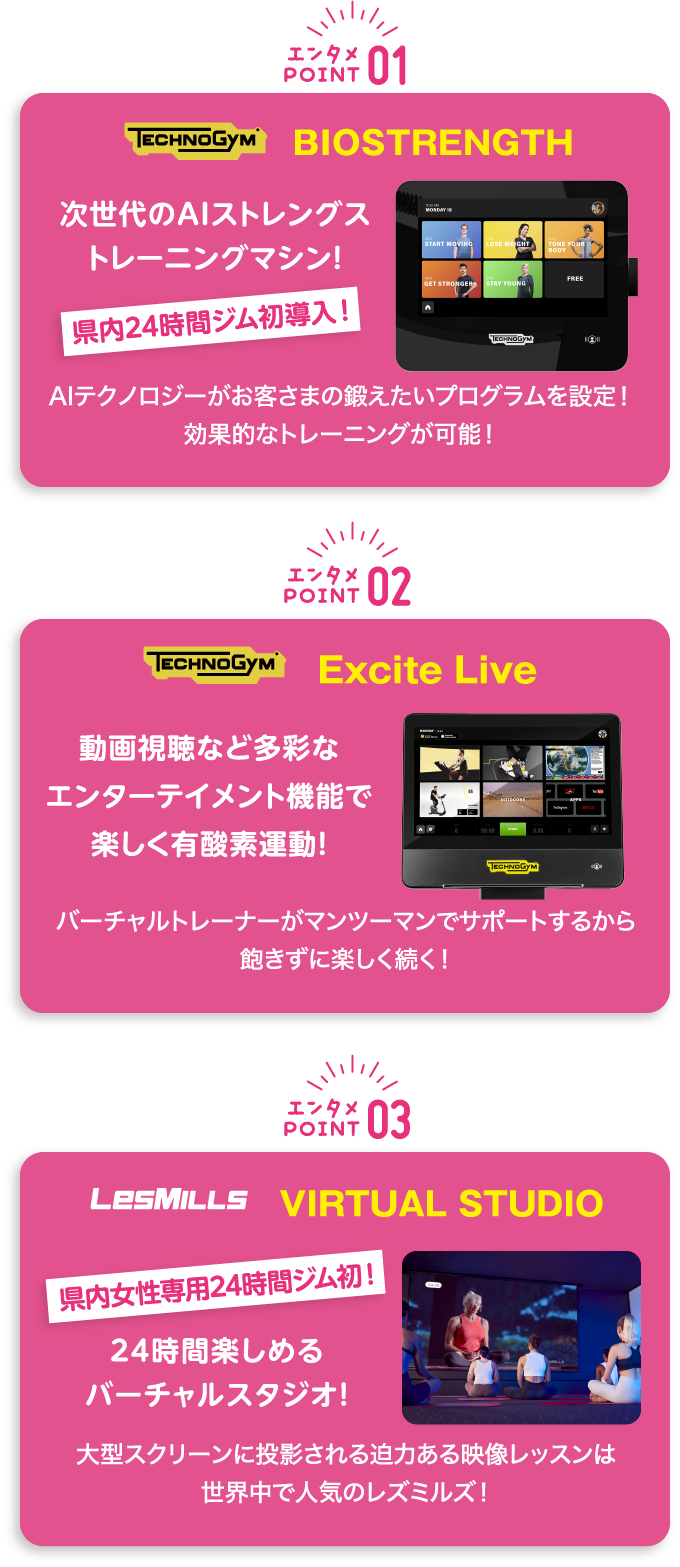 エンタメ
POINT 01
TECHNOGYM BIOSTRENGTH
次世代のAIストレングス
トレーニングマシン!
県内24時間ジム初導入!
MONDAY 18
START MOVING
LOSE WEIGHT
TONE YOUR
BODY
GET STRONGER
STAY YOUNG
FREE
TECHNOGYM
AIテクノロジーがお客さまの鍛えたいプログラムを設定!
効果的なトレーニングが可能!
エンタメ
POINT 02
TECHNOGYM Excite Live
動画視聴など多彩な
エンターテイメント機能で
楽しく有酸素運動!
OUTDOORS
APPS
START
TECHNOGYM
バーチャルトレーナーがマンツーマンでサポートするから
飽きずに楽しく続く!
エンタメ
POINT 03
LESMILLS VIRTUAL STUDIO
県内女性専用24時間ジム初!
24時間楽しめる
バーチャルスタジオ!
LESMILLS
大型スクリーンに投影される迫力ある映像レッスンは
世界中で人気のレズミルズ!